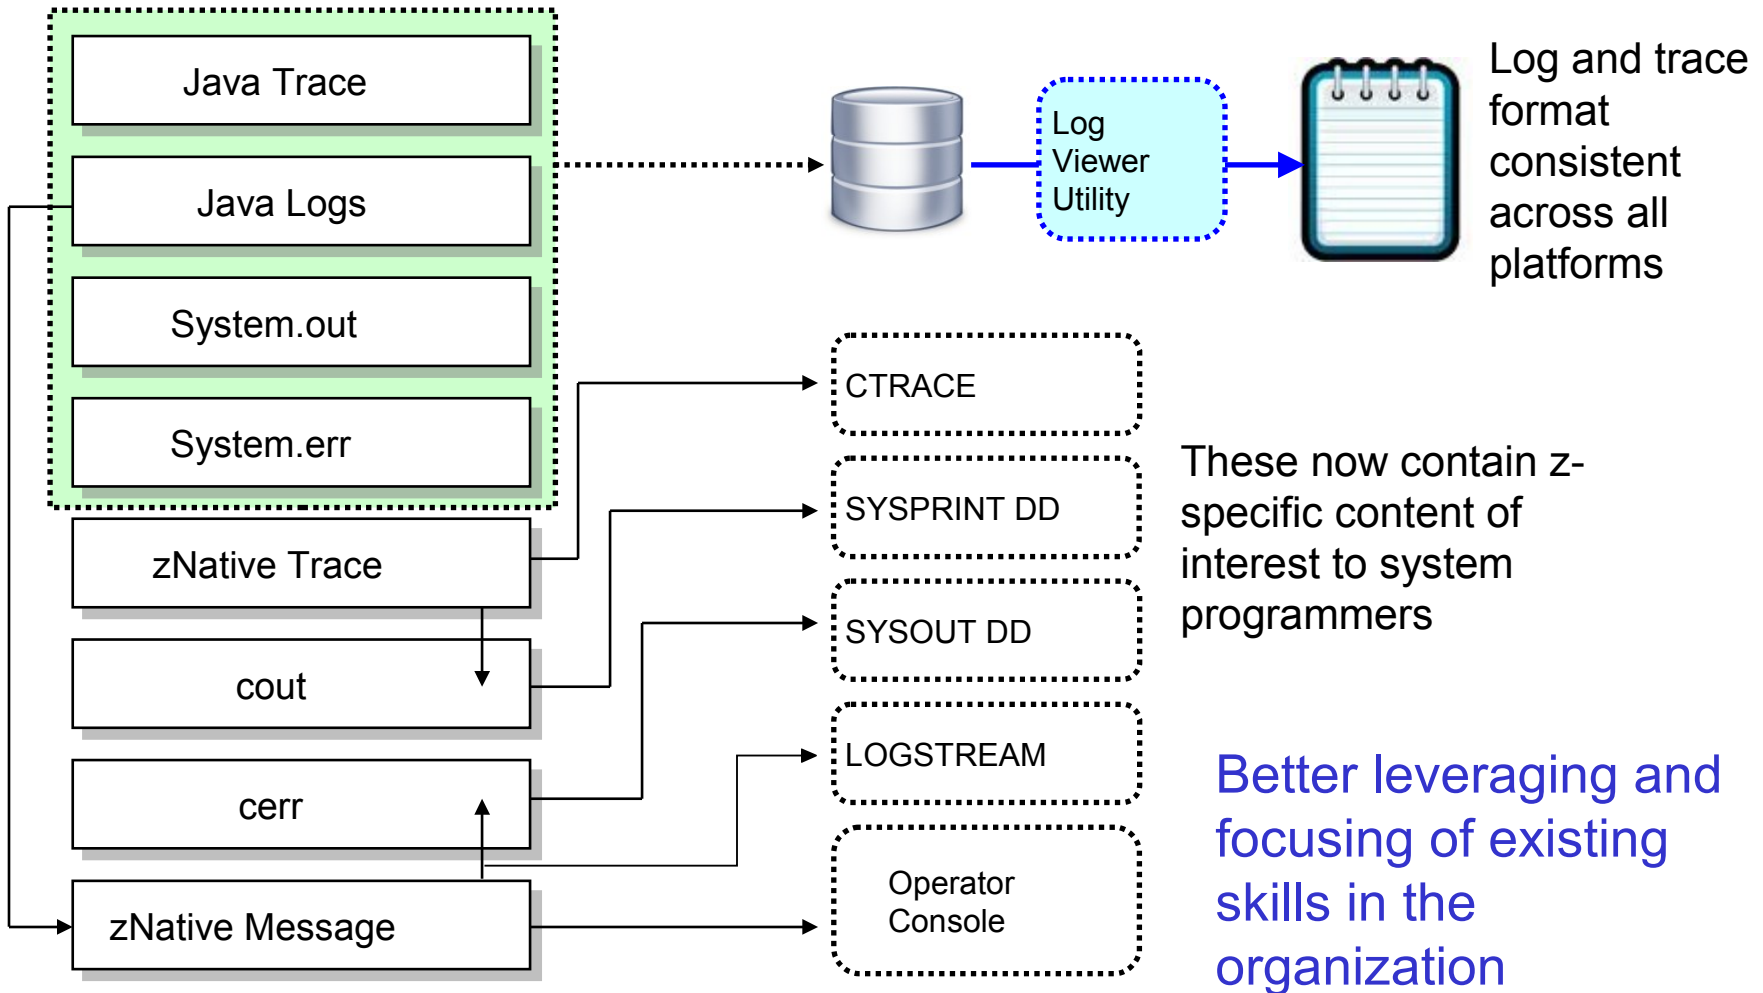 Java Trace
Java Logs
System.out
System.err
zNative Trace
cout
cerr
zNative Message
Log
Viewer
Utility
Log and trace
format
consistent
across all
platforms
CTRACE
SYSPRINT DD
SYSOUT DD
LOGSTREAM
Operator
Console
These now contain z-
specific content of
interest to system
programmers
Better leveraging and
focusing of existing
skills in the
organization